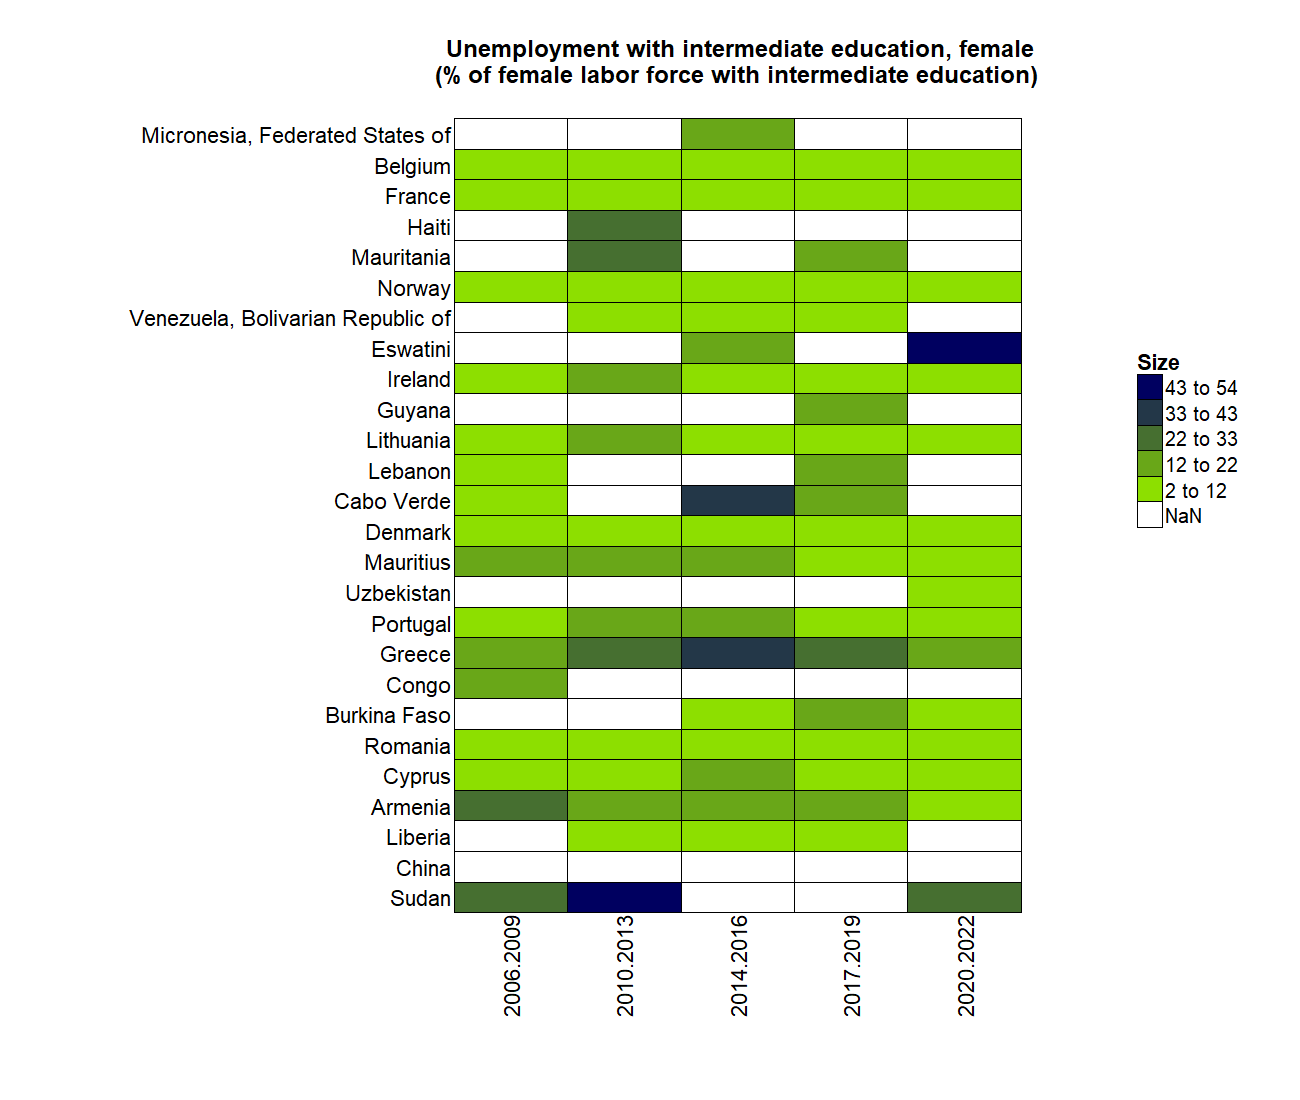 Unemployment with intermediate education, female
(% of female labor force with intermediate education)
Micronesia, Federated States of
Belgium
France
Haiti
Mauritania
Norway
Venezuela, Bolivarian Republic of
Eswatini
Ireland
Guyana
Lithuania
Lebanon
Cabo Verde
Denmark
Mauritius
Uzbekistan
Portugal
Greece
Congo
Burkina Faso
Romania
Cyprus
Armenia
Liberia
China
Sudan
2006.2009
2010.2013
2014.2016
2017.2019
2020.2022
Size
43 to 54
33 to 43
22 to 33
12 to 22
2 to 12
NaN